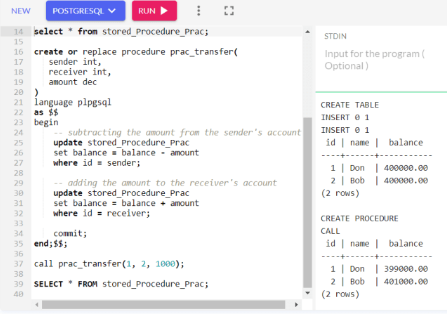 NEW POSTGRESQL RUN
14 select * from stored_Procedure_Prac;
15
16 create or replace procedure prac_transfer(
17 sender int,
18 receiver int,
19 amount dec
20 )
21 language plpgsql
22 as $$
23 begin
24 -- subtracting the amount from the sender's account
25 update stored_Procedure_Prac
26 set balance = balance - amount
27 where id = sender;
28
29 -- adding the amount to the receiver's account
30 update stored_Procedure_Prac
31 set balance = balance + amount
32 where id = receiver;
33
34 commit;
35 end;$$;
36
37 call prac_transfer(1, 2, 1000);
38
39 SELECT * FROM stored_Procedure_Prac;
40
STDIN
Input for the program (
Optional )
CREATE TABLE
INSERT 0 1
INSERT 0 1
id | name | balance
----+------+-----------
1 | Don | 400000.00
2 | Bob | 400000.00
(2 rows)
CREATE PROCEDURE
CALL
id | name | balance
----+------+-----------
1 | Don | 399000.00
2 | Bob | 401000.00
(2 rows)